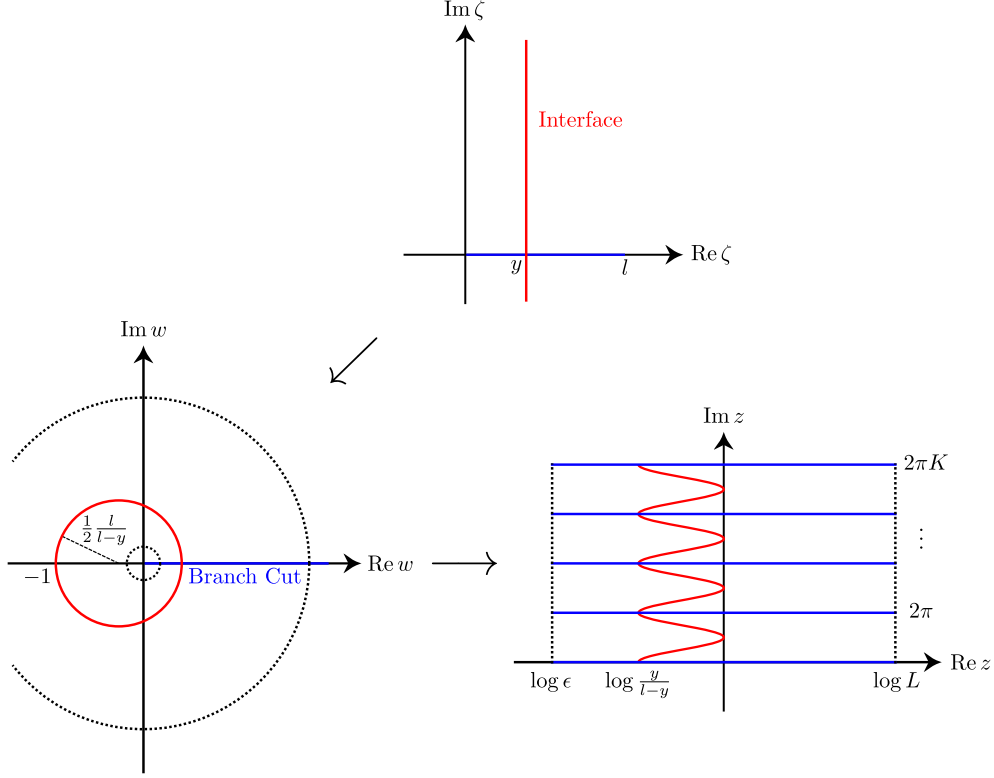 Im ζ
Interface
y
l
Re ζ
Im w
1/2 l/(l−y)
−1
Branch Cut
Re w
Im z
2πK
⋮
2π
log ϵ
log y/(l−y)
log L
Re z